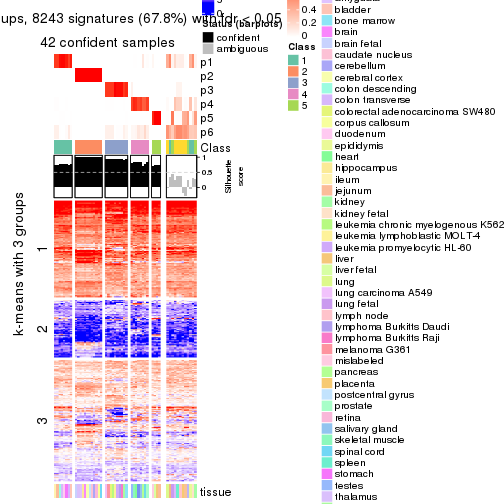 ups, 8243 signatures (67.8%) with fdr < 0.05
42 confident samples
p1
p2
p3
p4
p5
p6
Class
1
0.5
0
Silhouette
score
k-means with 3 groups
1
2
3
tissue
Status (barplots)
confident
ambiguous
0.4
0.2
0
Class
1
2
3
4
5
bladder
bone marrow
brain
brain fetal
caudate nucleus
cerebellum
cerebral cortex
colon descending
colon transverse
colorectal adenocarcinoma SW480
corpus callosum
duodenum
epididymis
heart
hippocampus
ileum
jejunum
kidney
kidney fetal
leukemia chronic myelogenous K562
leukemia lymphoblastic MOLT-4
leukemia promyelocytic HL-60
liver
liver fetal
lung
lung carcinoma A549
lung fetal
lymph node
lymphoma Burkitts Daudi
lymphoma Burkitts Raji
melanoma G361
mislabeled
pancreas
placenta
postcentral gyrus
prostate
retina
salivary gland
skeletal muscle
spinal cord
spleen
stomach
testes
thalamus